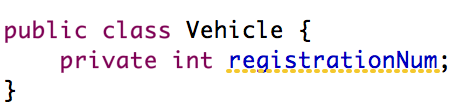 public class Vehicle {
    private int registrationNum;
}